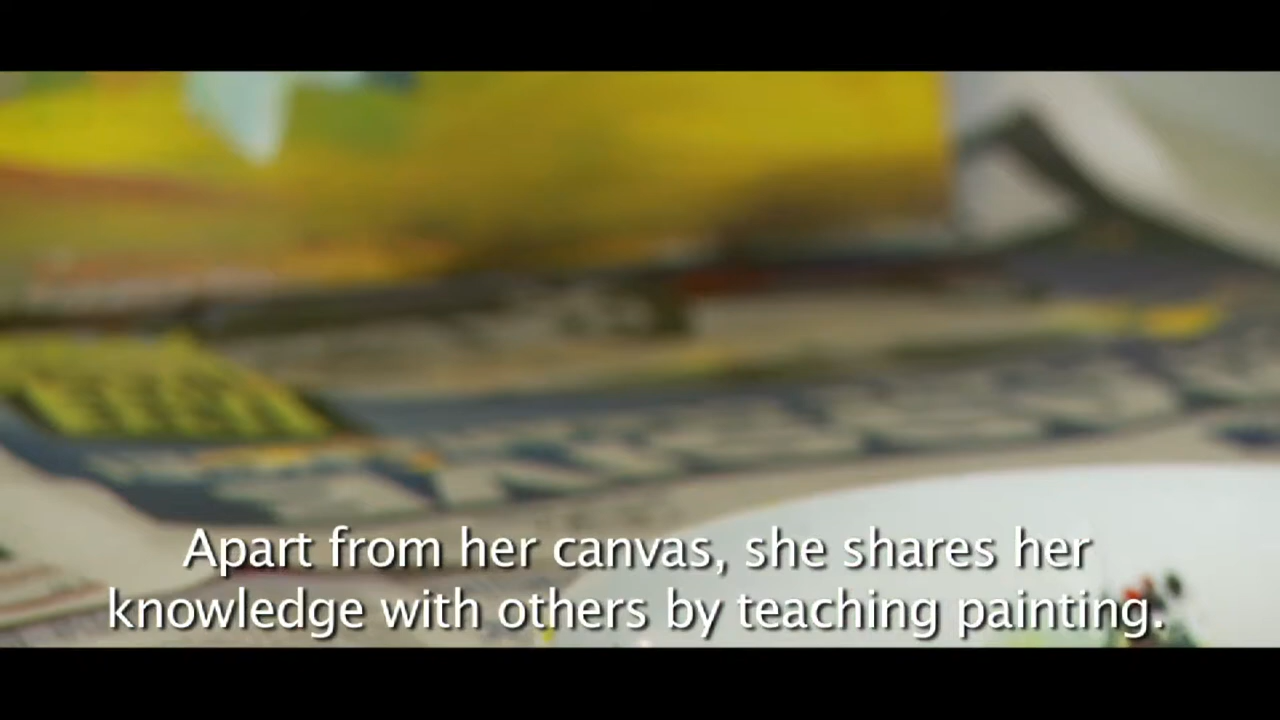 Apart from her canvas, she shares her
knowledge with others by teaching painting.